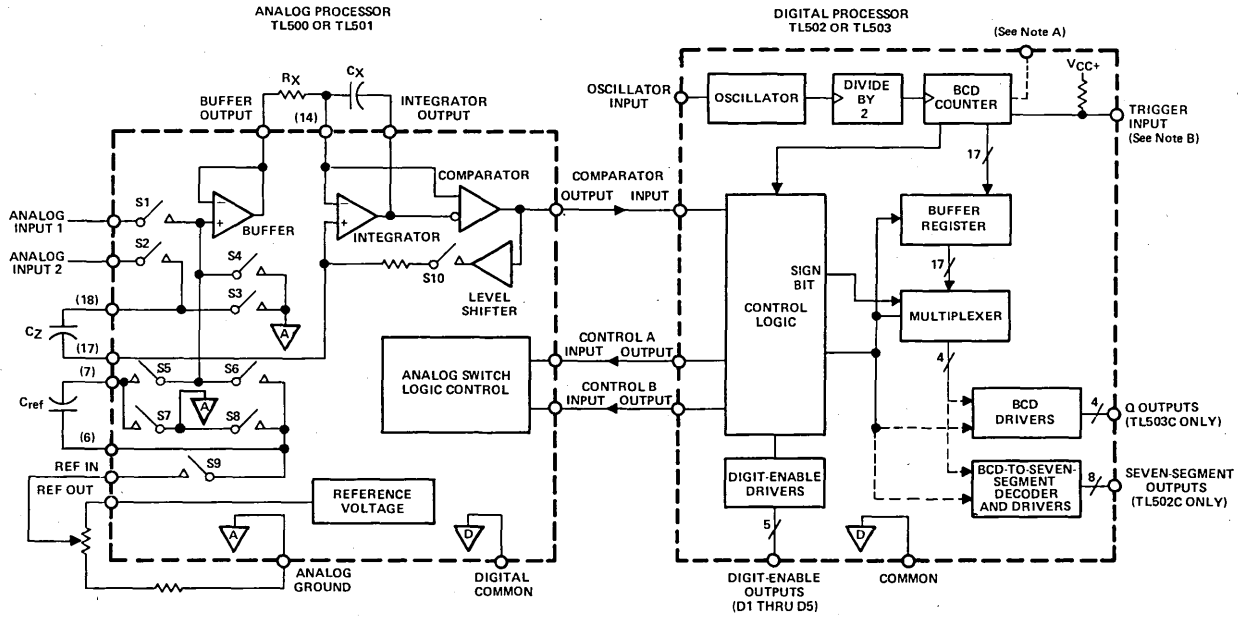 ANALOG PROCESSOR
TL500 OR TL501
RX
CX
BUFFER
OUTPUT
(14)
INTEGRATOR
OUTPUT
COMPARATOR
S1
ANALOG
INPUT 1
−
+
BUFFER
−
+
INTEGRATOR
S2
ANALOG
INPUT 2
S4
S10
LEVEL
SHIFTER
(18)
S3
A
CZ
(17)
(7)
S5
S6
Cref
A
S7
S8
(6)
REF IN
S9
REF OUT
ANALOG SWITCH
LOGIC CONTROL
REFERENCE
VOLTAGE
A
D
ANALOG
GROUND
DIGITAL
COMMON
COMPARATOR
OUTPUT INPUT
CONTROL A
INPUT OUTPUT
CONTROL B
INPUT OUTPUT
DIGITAL PROCESSOR
TL502 OR TL503
(See Note A)
VCC+
OSCILLATOR
INPUT
OSCILLATOR
DIVIDE
BY
2
BCD
COUNTER
TRIGGER
INPUT
(See Note B)
17
BUFFER
REGISTER
17
SIGN
BIT
CONTROL
LOGIC
MULTIPLEXER
4
BCD
DRIVERS
4
Q OUTPUTS
(TL503C ONLY)
DIGIT-ENABLE
DRIVERS
BCD-TO-SEVEN-
SEGMENT
DECODER
AND DRIVERS
8
SEVEN-SEGMENT
OUTPUTS
(TL502C ONLY)
5
D
DIGIT-ENABLE
OUTPUTS
(D1 THRU D5)
COMMON